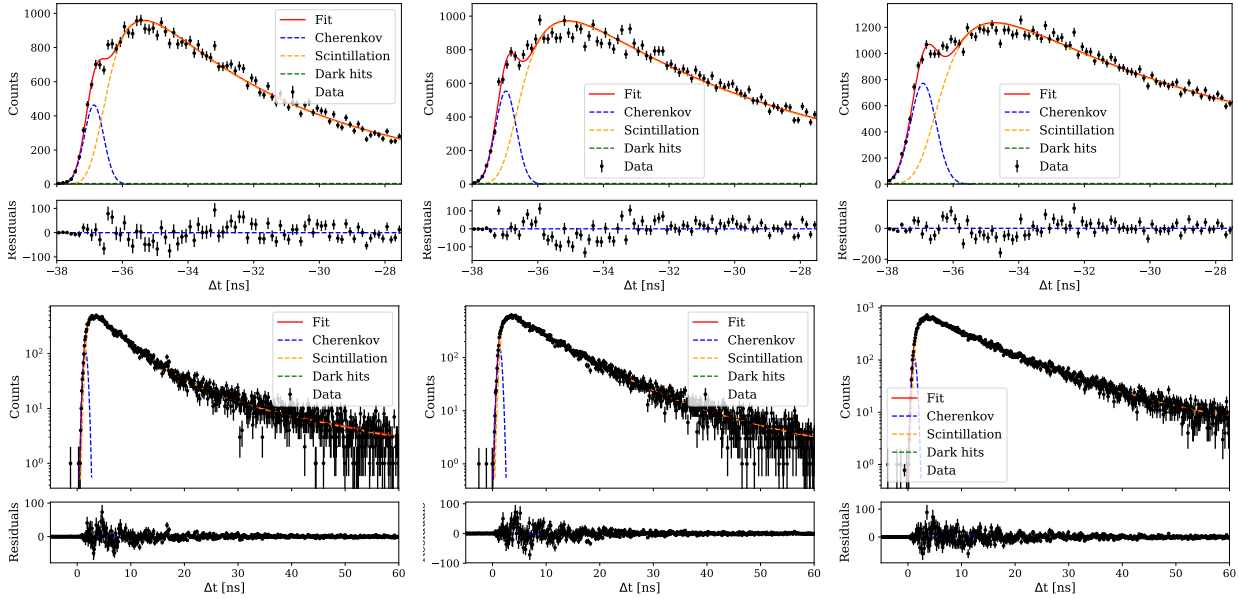 Counts
1000
800
600
400
200
0
Fit
Cherenkov
Scintillation
Dark hits
Data
Residuals
100
0
−100
−38 −36 −34 −32 −30 −28
Δt [ns]
Counts
1000
800
600
400
200
0
Fit
Cherenkov
Scintillation
Dark hits
Data
Residuals
100
0
−100
−38 −36 −34 −32 −30 −28
Δt [ns]
Counts
1200
1000
800
600
400
200
0
Fit
Cherenkov
Scintillation
Dark hits
Data
Residuals
0
−200
−38 −36 −34 −32 −30 −28
Δt [ns]
Counts
10²
10¹
10⁰
Fit
Cherenkov
Scintillation
Dark hits
Data
Residuals
100
0
0 10 20 30 40 50 60
Δt [ns]
Counts
10²
10¹
10⁰
Fit
Cherenkov
Scintillation
Dark hits
Data
100
0
−100
0 10 20 30 40 50 60
Δt [ns]
Counts
10³
10²
10¹
10⁰
Fit
Cherenkov
Scintillation
Dark hits
Data
Residuals
100
0
0 10 20 30 40 50 60
Δt [ns]